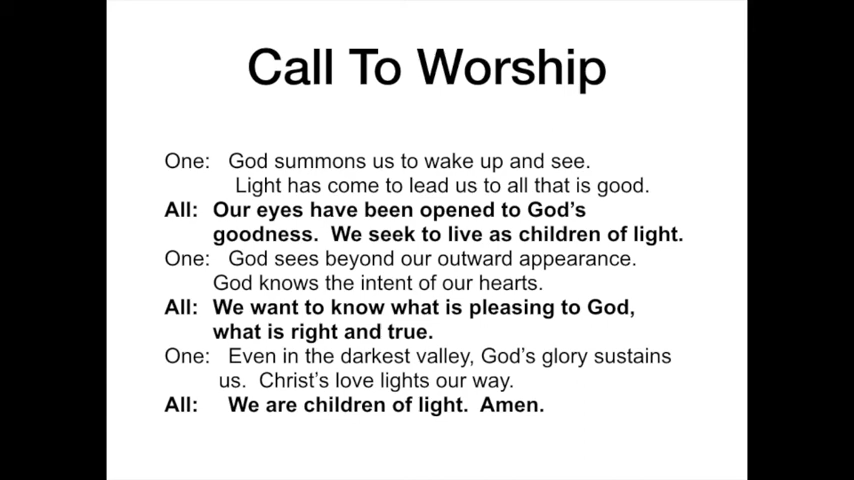 Call To Worship
One: God summons us to wake up and see.
Light has come to lead us to all that is good.
All: Our eyes have been opened to God's
goodness. We seek to live as children of light.
One: God sees beyond our outward appearance.
God knows the intent of our hearts.
All: We want to know what is pleasing to God,
what is right and true.
One: Even in the darkest valley, God's glory sustains
us. Christ's love lights our way.
All: We are children of light. Amen.